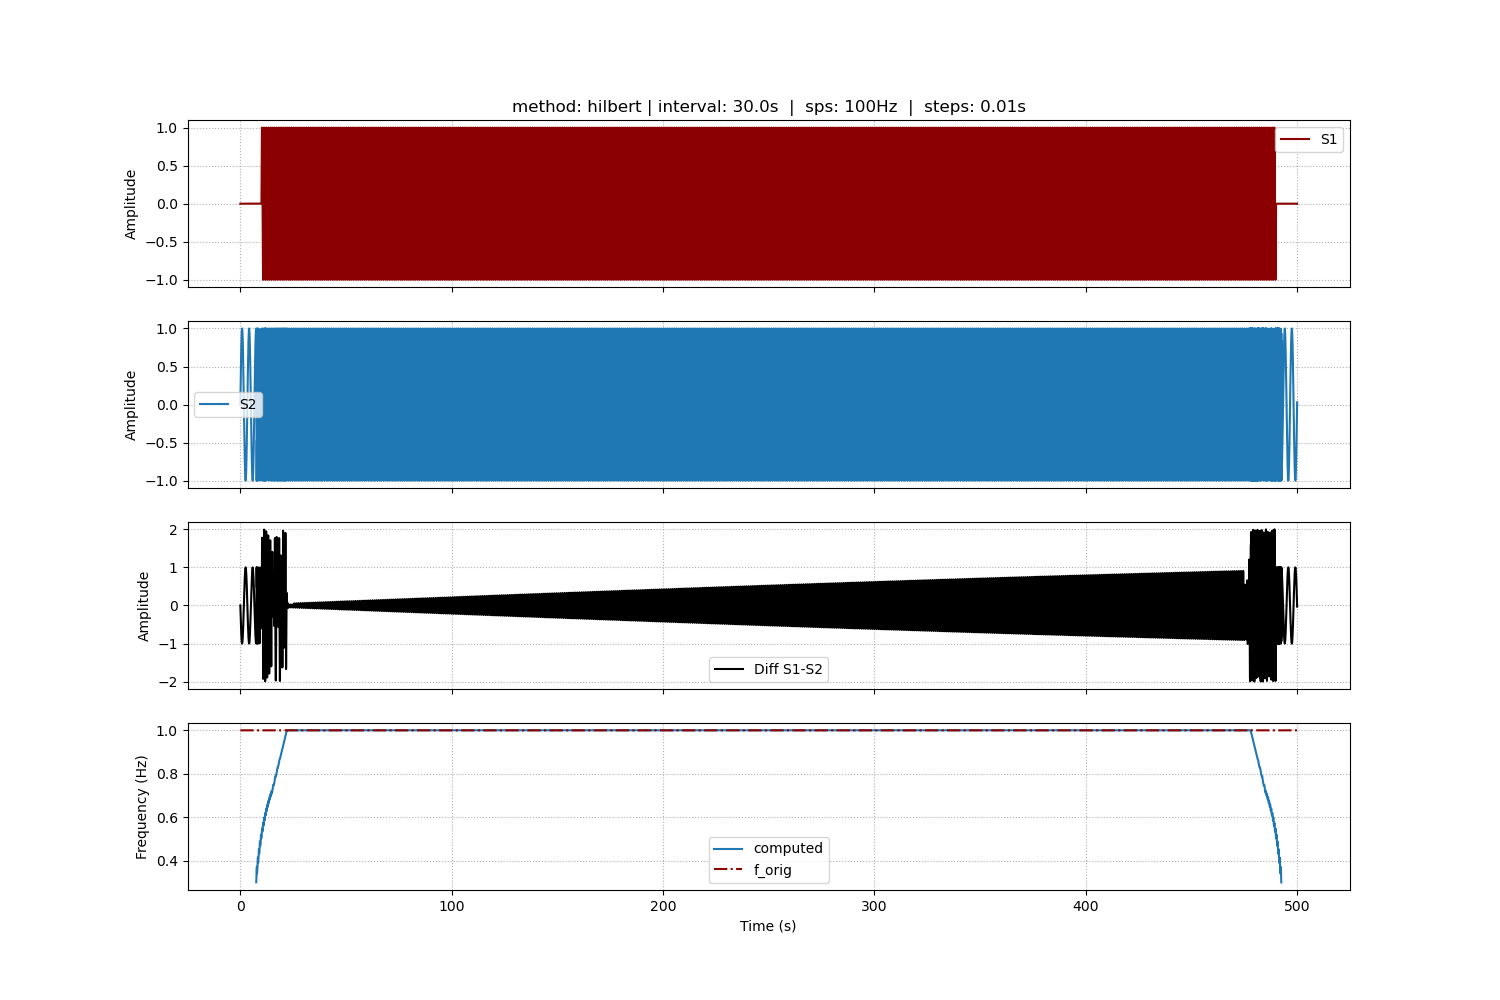 method: hilbert | interval: 30.0s | sps: 100Hz | steps: 0.01s
1.0
0.5
0.0
−0.5
−1.0
Amplitude
S1
1.0
0.5
0.0
−0.5
−1.0
Amplitude
S2
2
1
0
−1
−2
Amplitude
Diff S1-S2
1.0
0.8
0.6
0.4
Frequency (Hz)
computed
f_orig
0 100 200 300 400 500
Time (s)